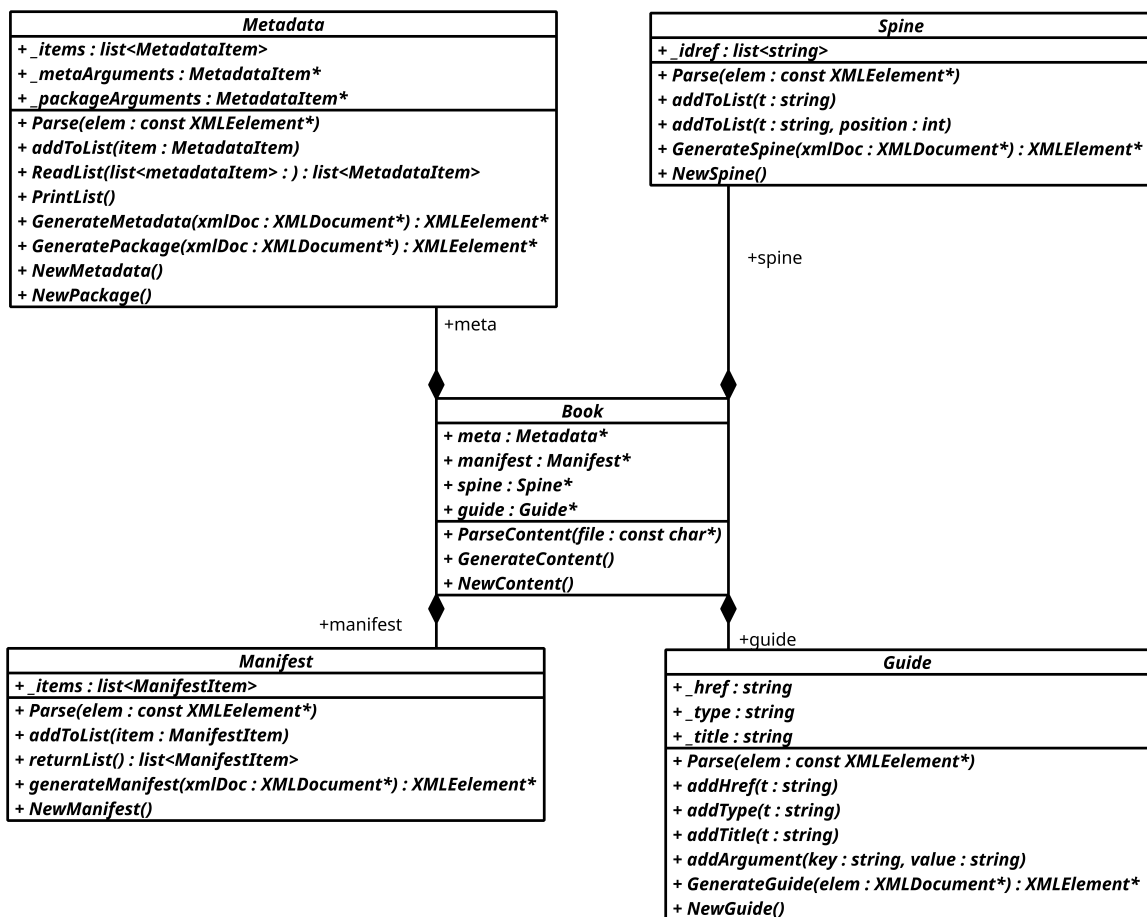 Metadata
+ _items : list<MetadataItem>
+ _metaArguments : MetadataItem*
+ _packageArguments : MetadataItem*
+ Parse(elem : const XMLEelement*)
+ addToList(item : MetadataItem)
+ ReadList(list<metadataItem> : ) : list<MetadataItem>
+ PrintList()
+ GenerateMetadata(xmlDoc : XMLDocument*) : XMLEelement*
+ GeneratePackage(xmlDoc : XMLDocument*) : XMLEelement*
+ NewMetadata()
+ NewPackage()
Spine
+ _idref : list<string>
+ Parse(elem : const XMLEelement*)
+ addToList(t : string)
+ addToList(t : string, position : int)
+ GenerateSpine(xmlDoc : XMLDocument*) : XMLElement*
+ NewSpine()
+spine
+meta
Book
+ meta : Metadata*
+ manifest : Manifest*
+ spine : Spine*
+ guide : Guide*
+ ParseContent(file : const char*)
+ GenerateContent()
+ NewContent()
+manifest
+guide
Manifest
+ _items : list<ManifestItem>
+ Parse(elem : const XMLEelement*)
+ addToList(item : ManifestItem)
+ returnList() : list<ManifestItem>
+ generateManifest(xmlDoc : XMLDocument*) : XMLEelement*
+ NewManifest()
Guide
+ _href : string
+ _type : string
+ _title : string
+ Parse(elem : const XMLEelement*)
+ addHref(t : string)
+ addType(t : string)
+ addTitle(t : string)
+ addArgument(key : string, value : string)
+ GenerateGuide(elem : XMLDocument*) : XMLElement*
+ NewGuide()